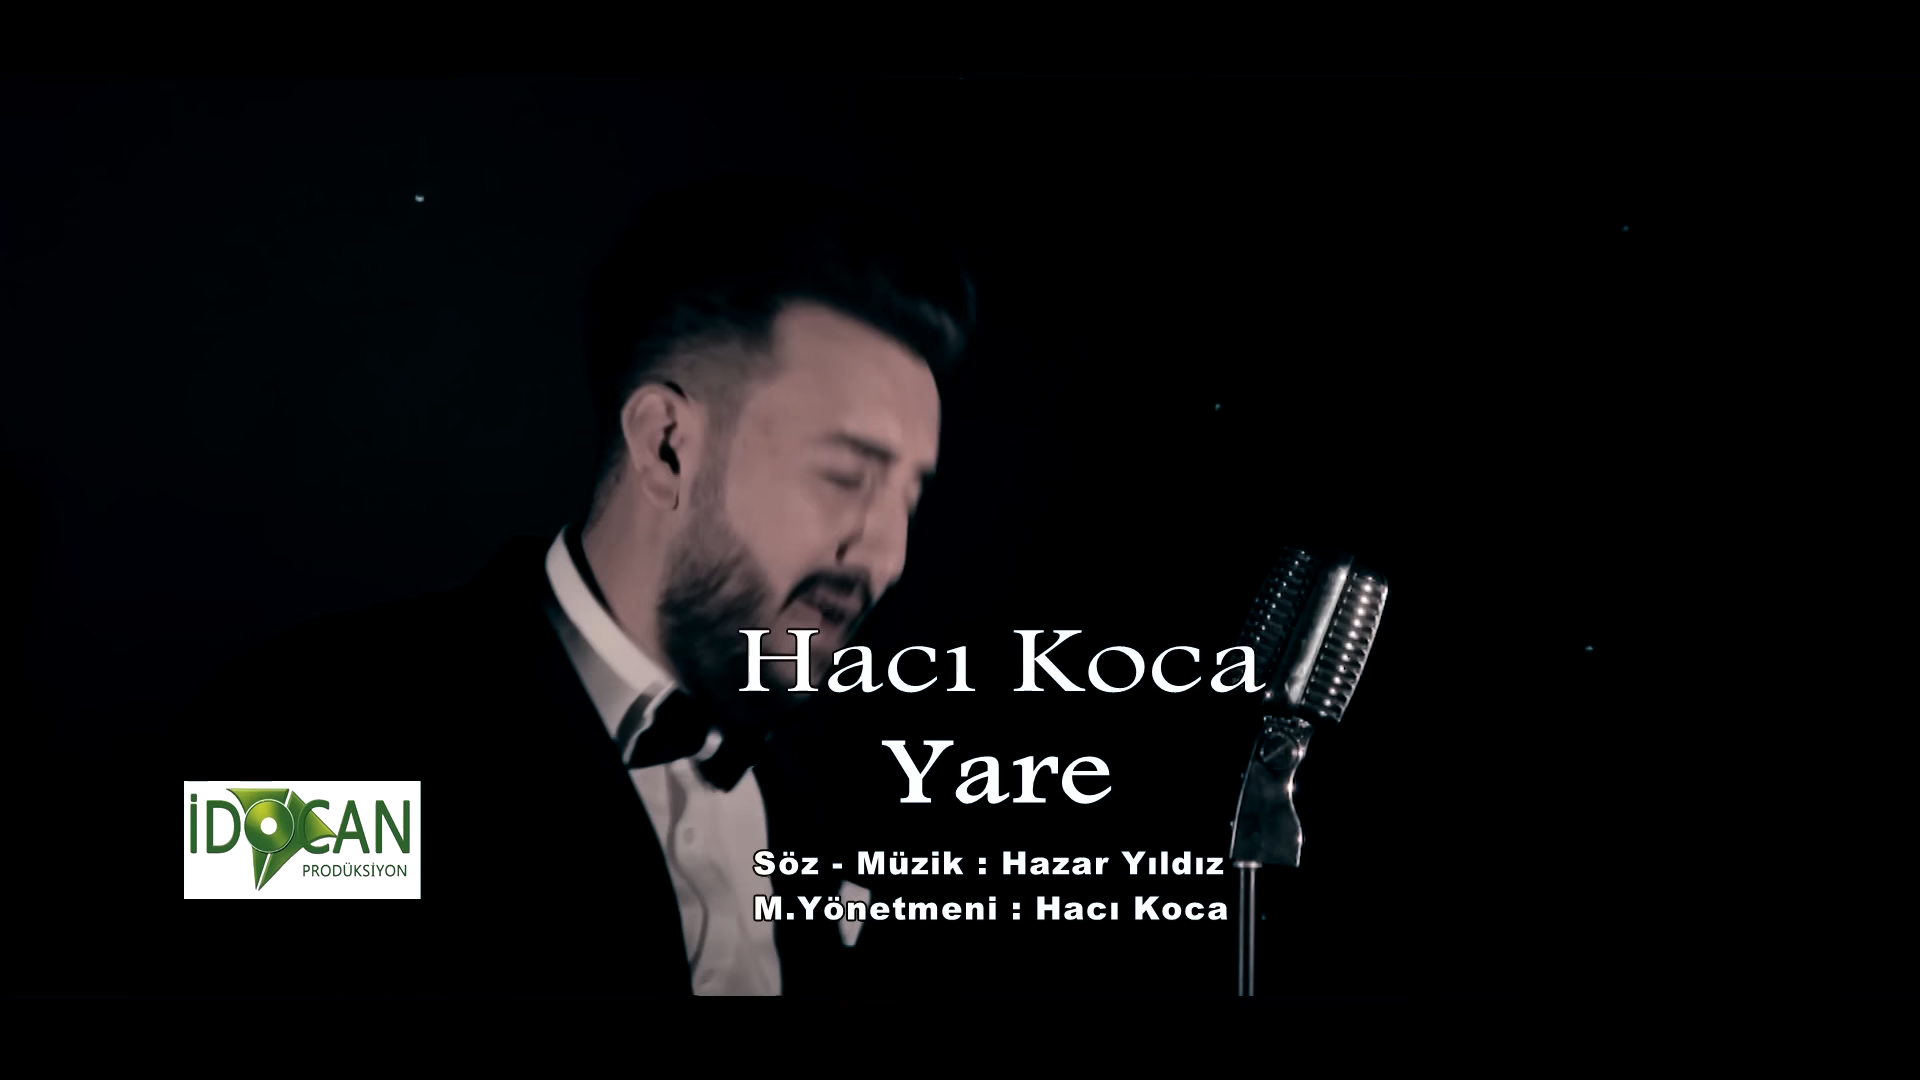 Hacı Koca
Yare
Söz - Müzik : Hazar Yıldız
M.Yönetmeni : Hacı Koca
İDOCAN
PRODÜKSİYON